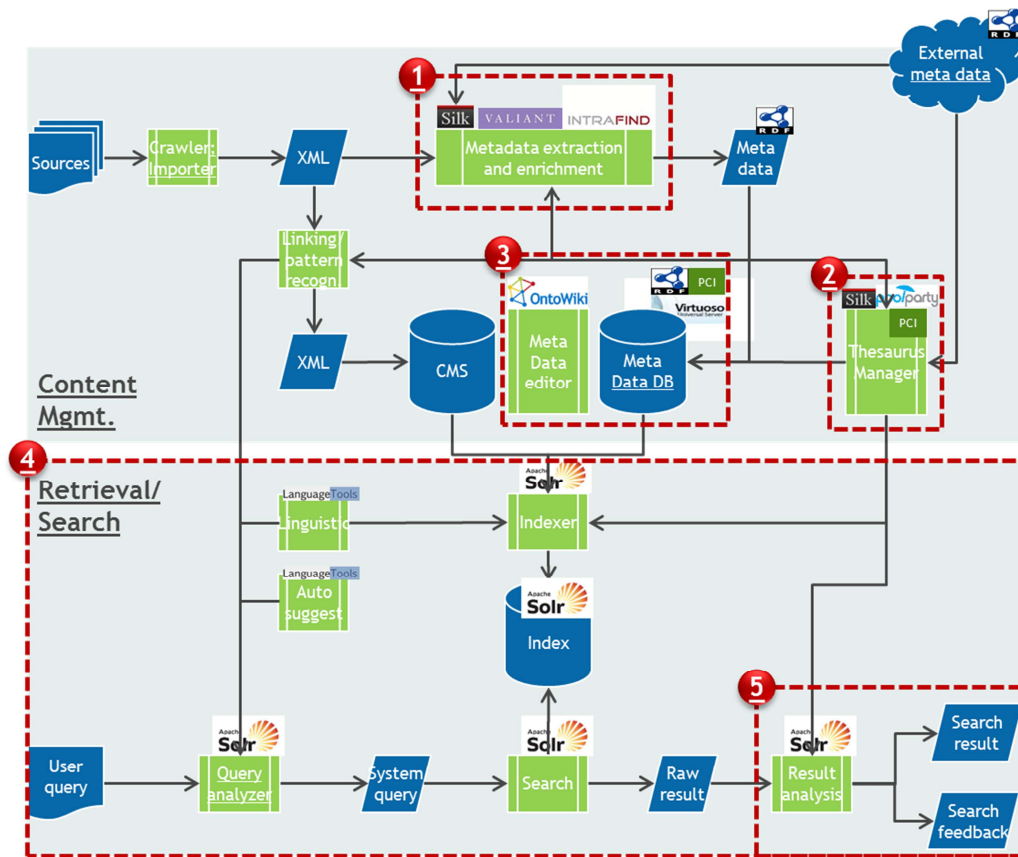 RDF
External
meta data
1
Silk
VALIANT
INTRAFIND
Metadata extraction
and enrichment
RDF
Meta
data
Sources
Crawler;
Importer
XML
Linking/
pattern
recogn
3
OntoWiki
RDF
PCI
Virtuoso
Universal Server
2
Silk
poolparty
PCI
Thesaurus
Manager
XML
CMS
Meta
Data
editor
Meta
Data DB
Content
Mgmt.
4
Retrieval/
Search
LanguageTools
Linguistic
Apache
Solr
Indexer
LanguageTools
Auto
suggest
Apache
Solr
Index
5
User
query
Apache
Solr
Query
analyzer
System
query
Apache
Solr
Search
Raw
result
Apache
Solr
Result
analysis
Search
result
Search
feedback